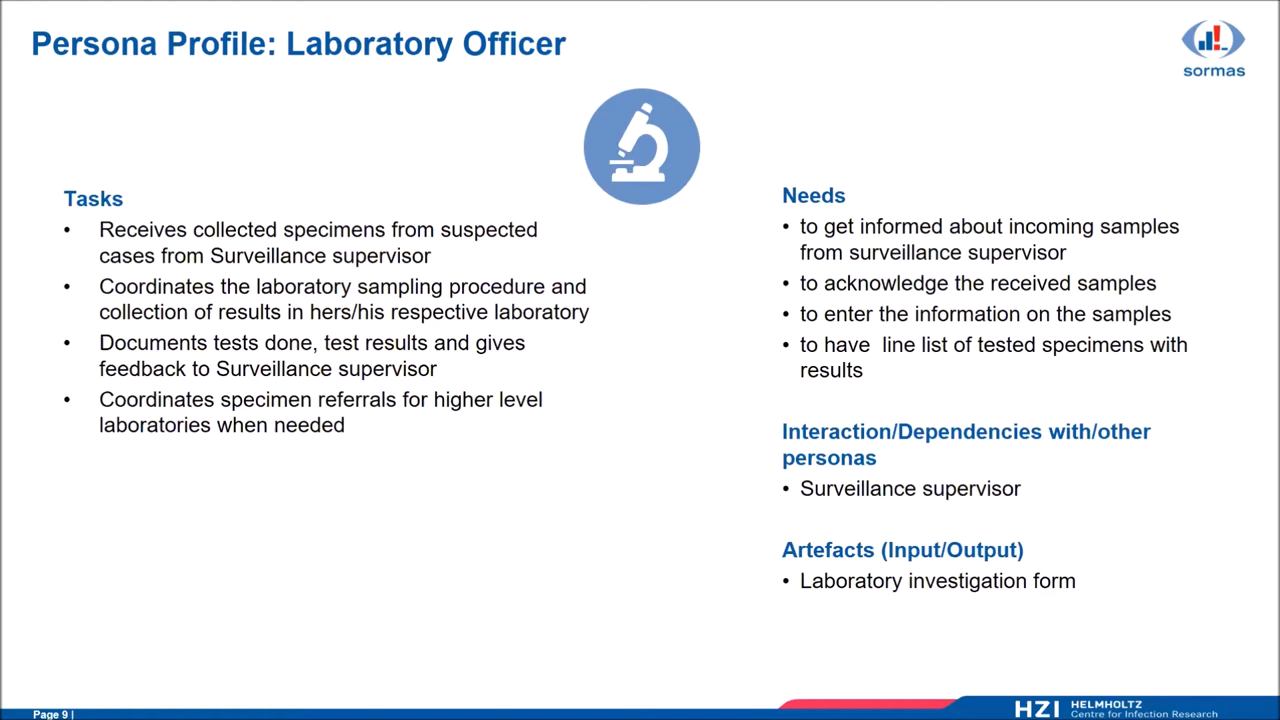 Persona Profile: Laboratory Officer
sormas
Tasks
• Receives collected specimens from suspected
cases from Surveillance supervisor
• Coordinates the laboratory sampling procedure and
collection of results in hers/his respective laboratory
• Documents tests done, test results and gives
feedback to Surveillance supervisor
• Coordinates specimen referrals for higher level
laboratories when needed
Needs
• to get informed about incoming samples
from surveillance supervisor
• to acknowledge the received samples
• to enter the information on the samples
• to have  line list of tested specimens with
results
Interaction/Dependencies with/other
personas
• Surveillance supervisor
Artefacts (Input/Output)
• Laboratory investigation form
Page 9 |
HZI HELMHOLTZ
Centre for Infection Research